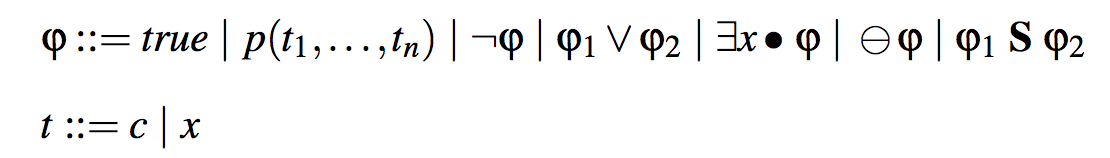 φ ::= true | p(t₁,…,tₙ) | ¬φ | φ₁ ∨ φ₂ | ∃x • φ | ⊖ φ | φ₁ S φ₂
t ::= c | x